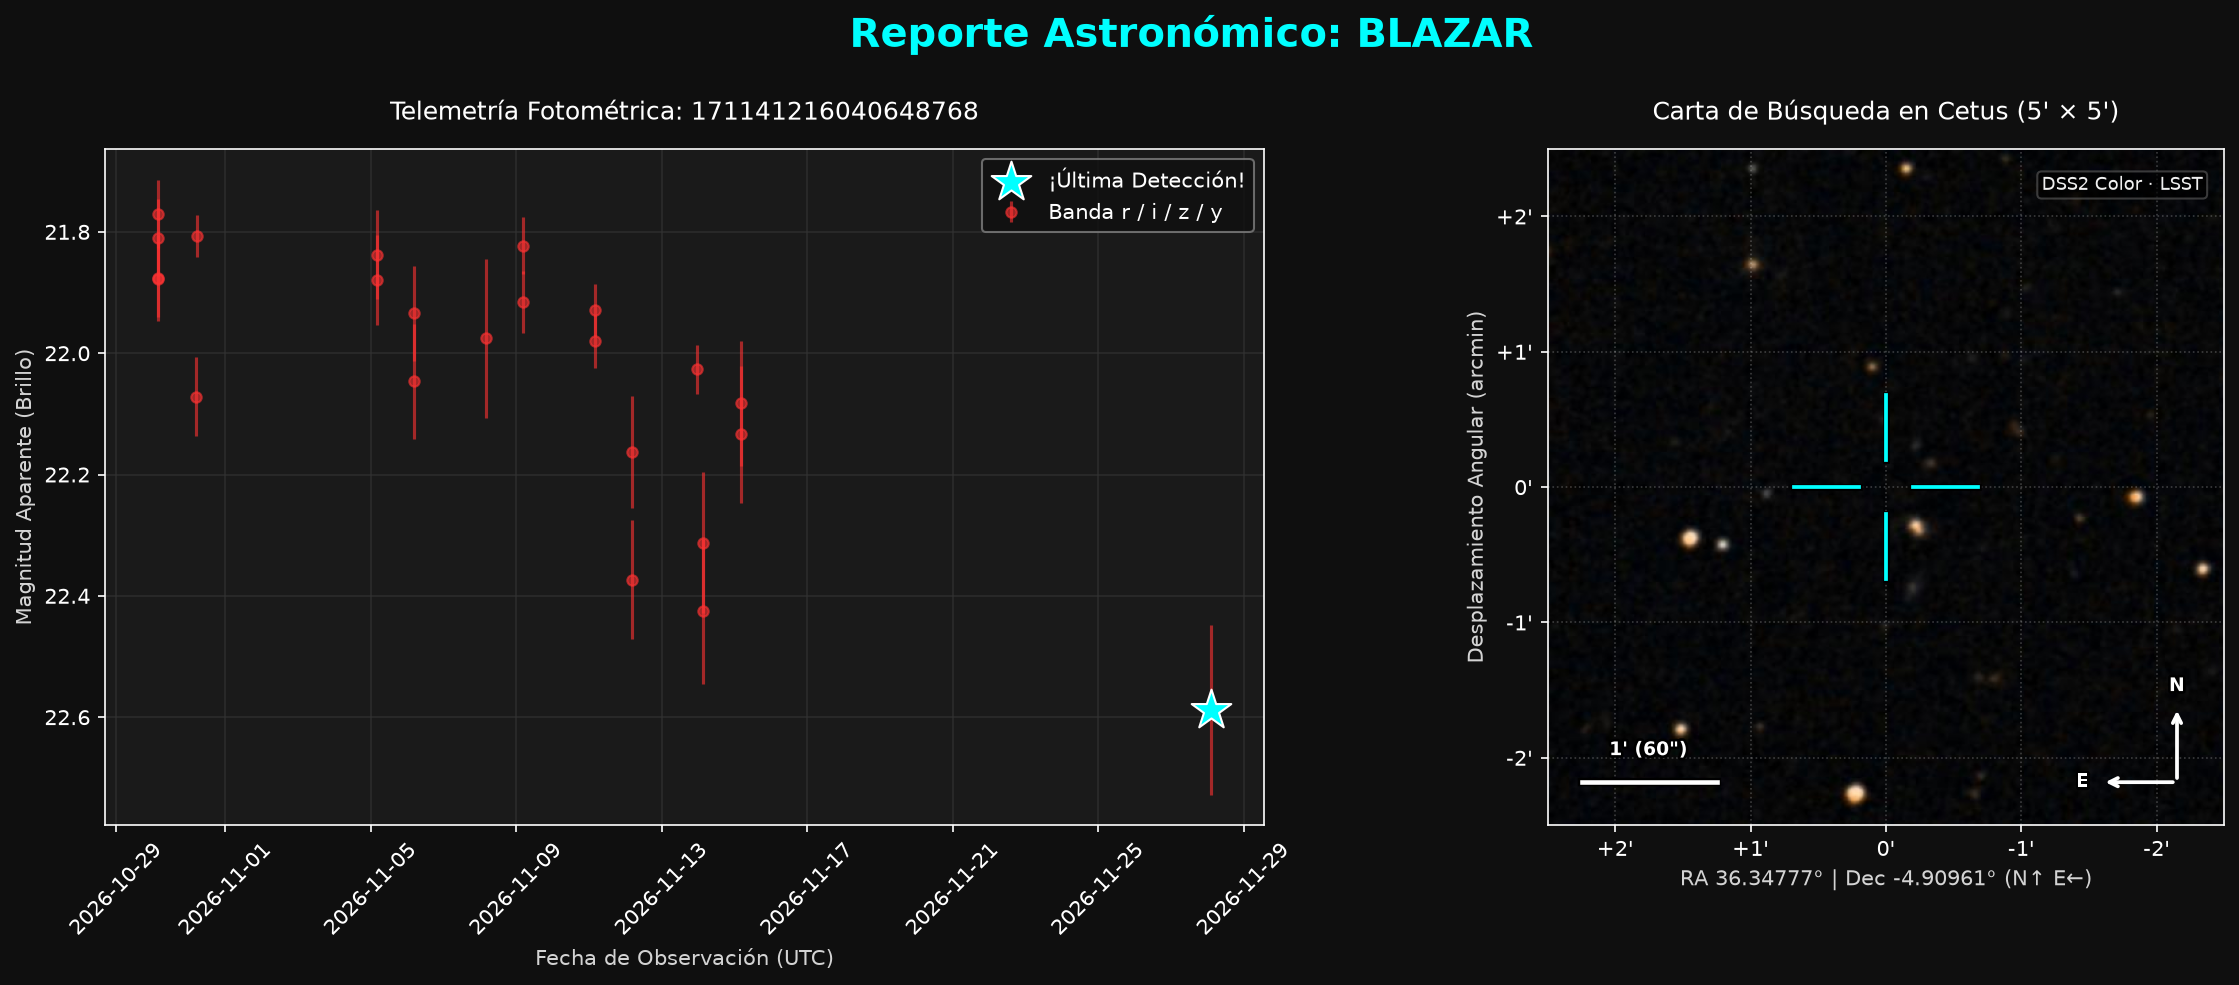 Reporte Astronómico: BLAZAR
Telemetría Fotométrica: 171141216040648768
¡Última Detección!
Banda r / i / z / y
Magnitud Aparente (Brillo)
21.8
22.0
22.2
22.4
22.6
2026-10-29
2026-11-01
2026-11-05
2026-11-09
2026-11-13
2026-11-17
2026-11-21
2026-11-25
2026-11-29
Fecha de Observación (UTC)
Carta de Búsqueda en Cetus (5' × 5')
DSS2 Color · LSST
Desplazamiento Angular (arcmin)
+2'
+1'
0'
-1'
-2'
N
E
1' (60")
+2'
+1'
0'
-1'
-2'
RA 36.34777° | Dec -4.90961° (N↑ E←)